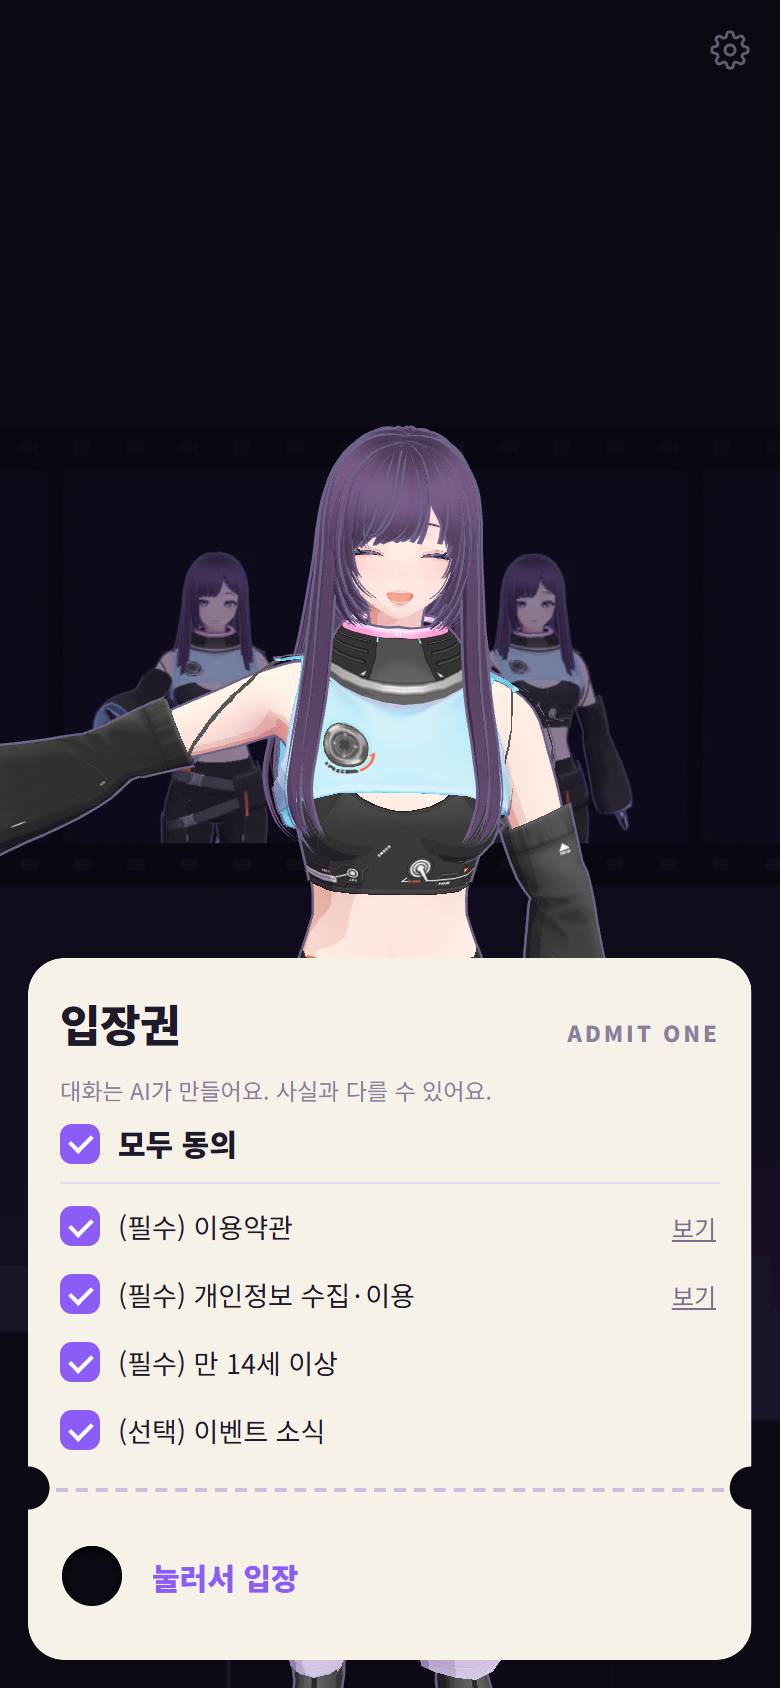 입장권
ADMIT ONE
대화는 AI가 만들어요. 사실과 다를 수 있어요.
모두 동의
(필수) 이용약관 보기
(필수) 개인정보 수집·이용 보기
(필수) 만 14세 이상
(선택) 이벤트 소식
눌러서 입장